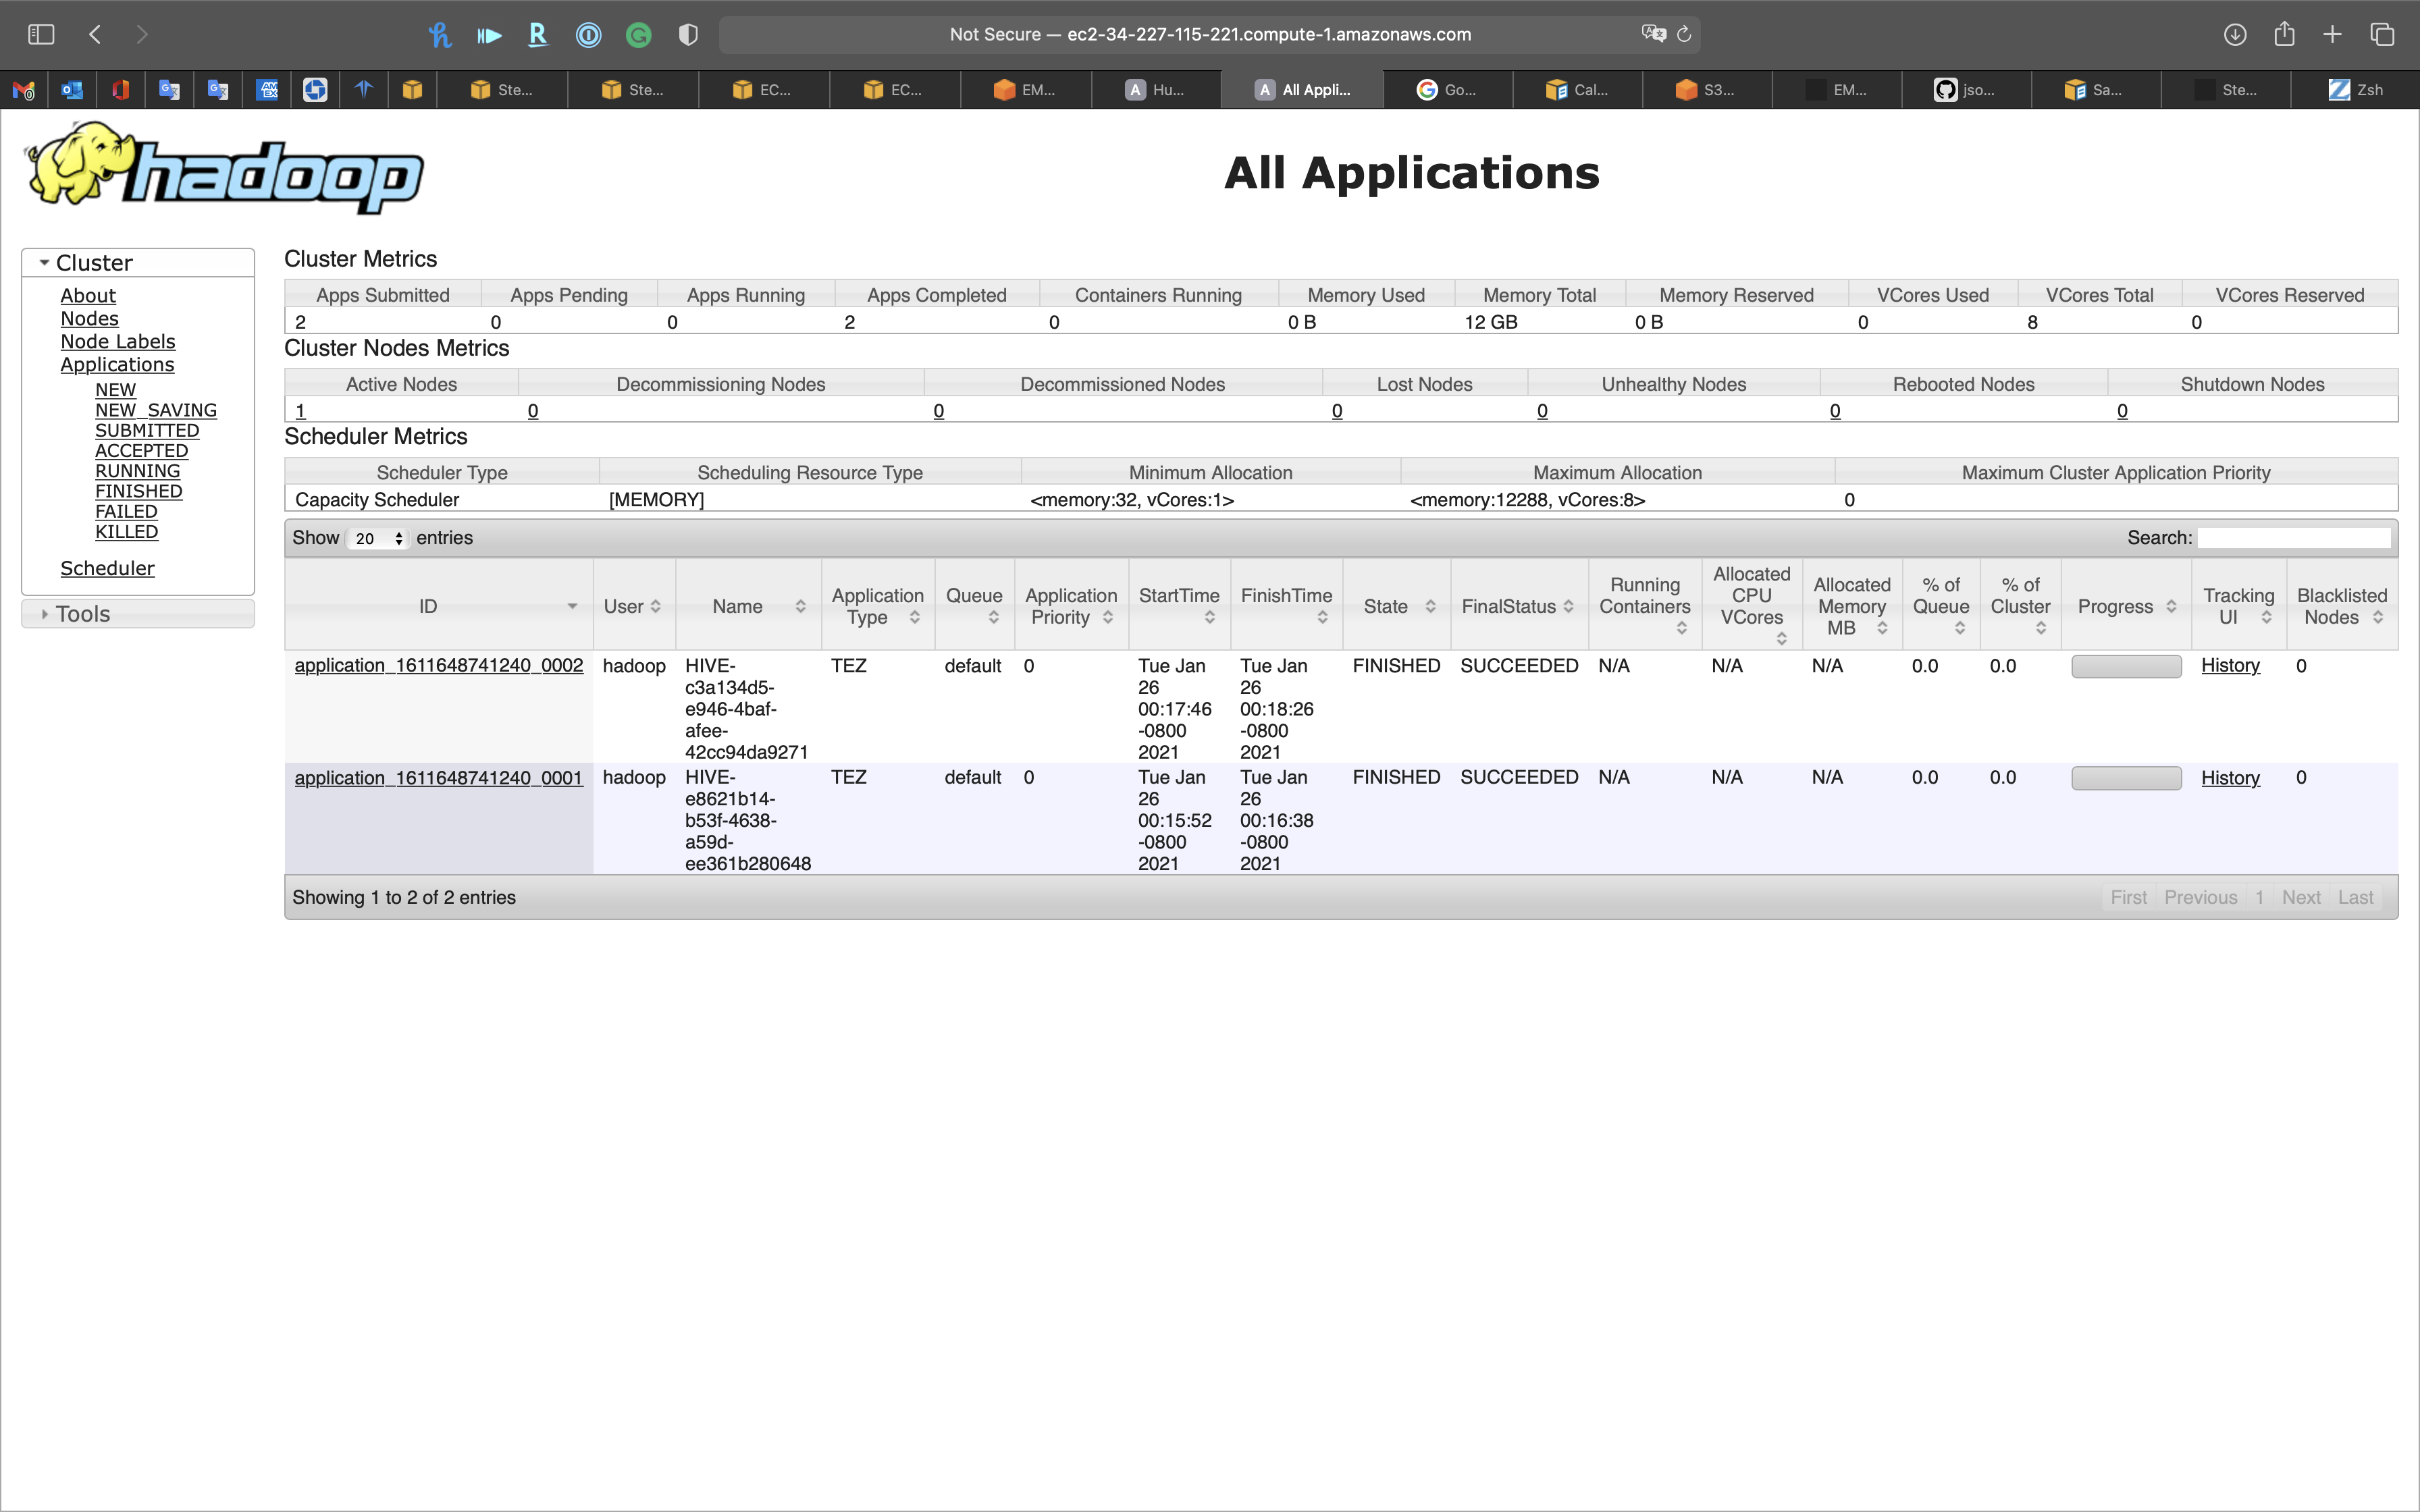 Not Secure — ec2-34-227-115-221.compute-1.amazonaws.com
Ste... Ste... EC... EC... EM... A Hu... A All Appli... Go... Cal... S3... EM... jso... Sa... Ste... Zsh
hadoop
All Applications
Cluster
About
Nodes
Node Labels
Applications
NEW
NEW_SAVING
SUBMITTED
ACCEPTED
RUNNING
FINISHED
FAILED
KILLED
Scheduler
Tools
Cluster Metrics
Apps Submitted Apps Pending Apps Running Apps Completed Containers Running Memory Used Memory Total Memory Reserved VCores Used VCores Total VCores Reserved
2 0 0 2 0 0 B 12 GB 0 B 0 8 0
Cluster Nodes Metrics
Active Nodes Decommissioning Nodes Decommissioned Nodes Lost Nodes Unhealthy Nodes Rebooted Nodes Shutdown Nodes
1 0 0 0 0 0 0
Scheduler Metrics
Scheduler Type Scheduling Resource Type Minimum Allocation Maximum Allocation Maximum Cluster Application Priority
Capacity Scheduler [MEMORY] <memory:32, vCores:1> <memory:12288, vCores:8> 0
Show 20 entries Search:
ID User Name Application Type Queue Application Priority StartTime FinishTime State FinalStatus Running Containers Allocated CPU VCores Allocated Memory MB % of Queue % of Cluster Progress Tracking UI Blacklisted Nodes
application_1611648741240_0002 hadoop HIVE- TEZ default 0 Tue Jan Tue Jan FINISHED SUCCEEDED N/A N/A N/A 0.0 0.0 History 0
c3a134d5- 26 26
e946-4baf- 00:17:46 00:18:26
afee- -0800 -0800
42cc94da9271 2021 2021
application_1611648741240_0001 hadoop HIVE- TEZ default 0 Tue Jan Tue Jan FINISHED SUCCEEDED N/A N/A N/A 0.0 0.0 History 0
e8621b14- 26 26
b53f-4638- 00:15:52 00:16:38
a59d- -0800 -0800
ee361b280648 2021 2021
Showing 1 to 2 of 2 entries First Previous 1 Next Last